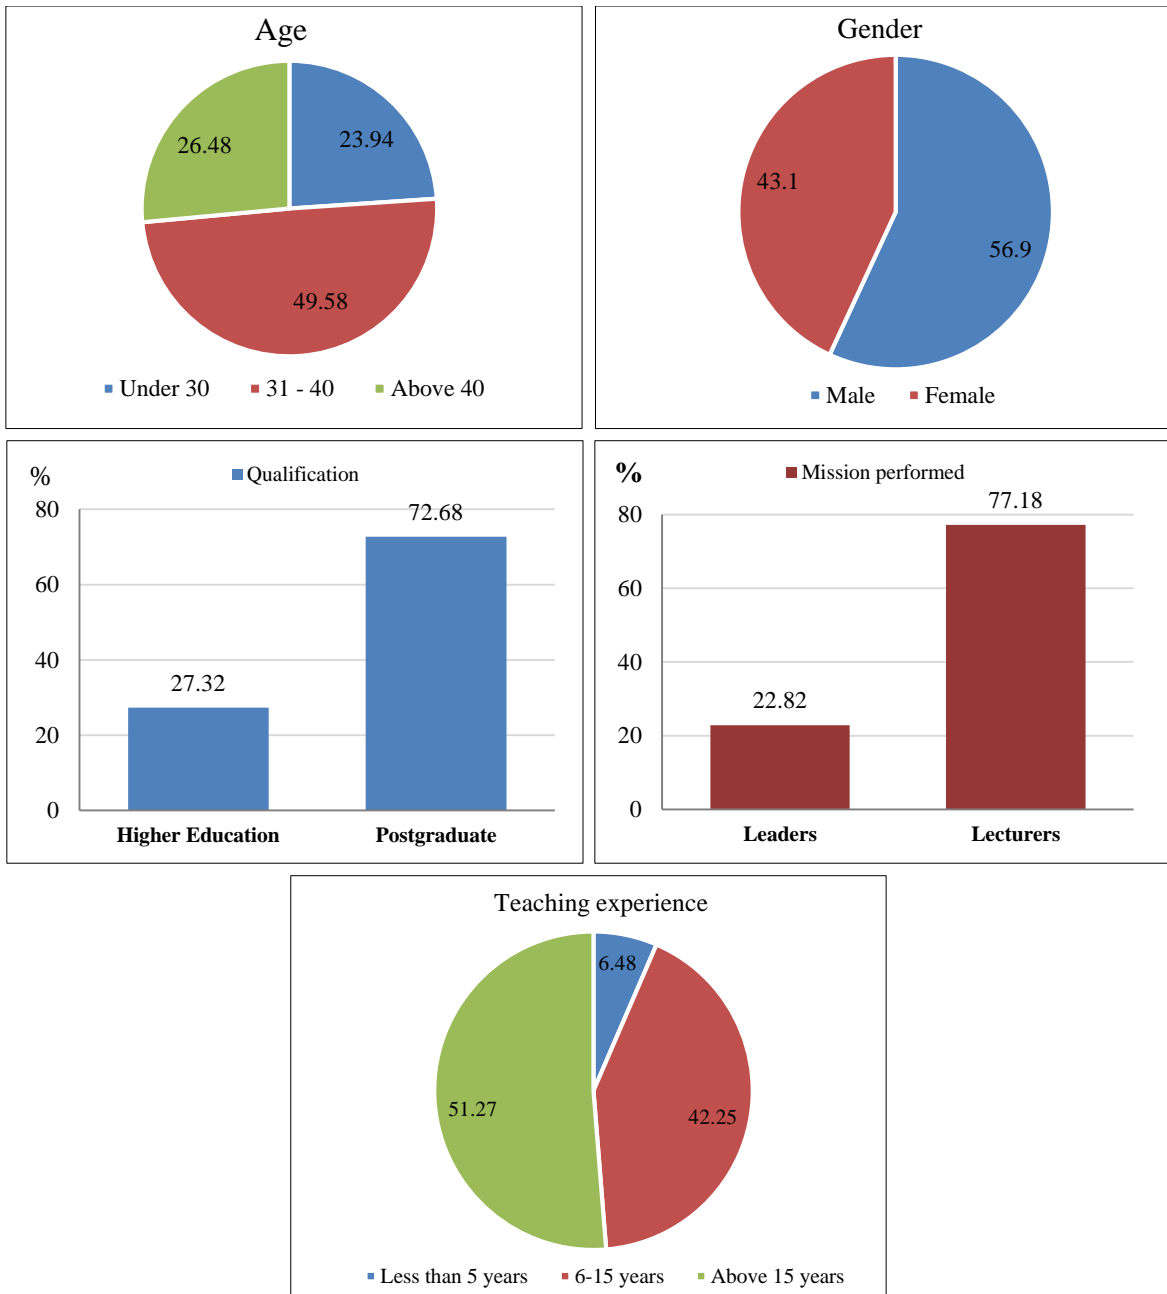 Age
26.48
23.94
49.58
Under 30 31 - 40 Above 40
Gender
43.1
56.9
Male Female
%
Qualification
80
60
40
20
0
27.32
72.68
Higher Education Postgraduate
%
Mission performed
80
60
40
20
0
22.82
77.18
Leaders Lecturers
Teaching experience
6.48
51.27
42.25
Less than 5 years 6-15 years Above 15 years